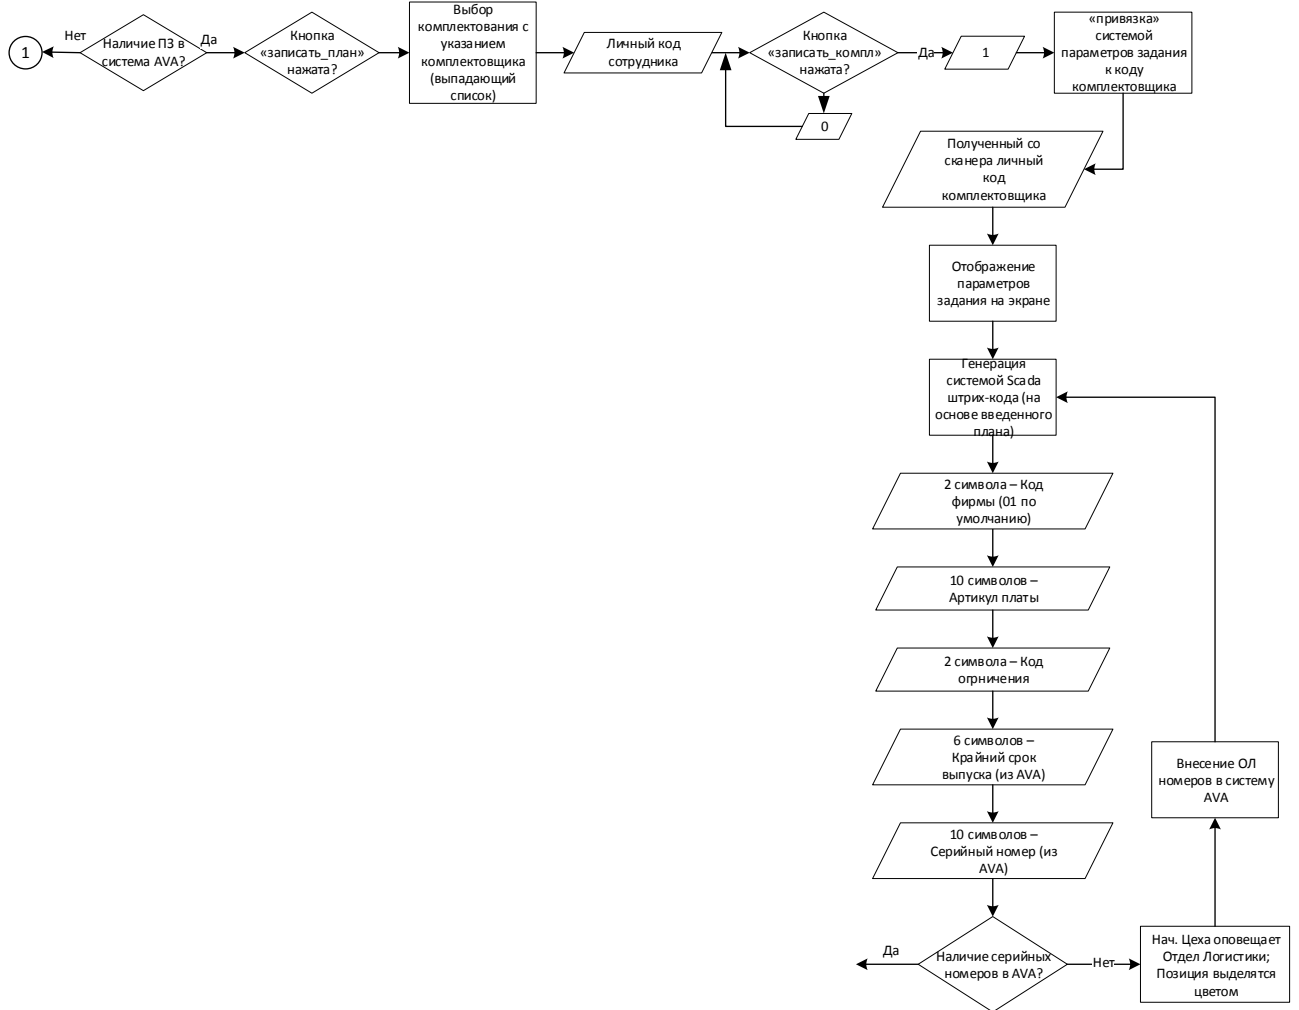 1
Нет
Наличие ПЗ в
система AVA?
Да
Кнопка
«записать_план»
нажата?
Выбор
комплектования с
указанием
комплектовщика
(выпадающий
список)
Личный код
сотрудника
Кнопка
«записать_компл»
нажата?
Да
1
0
«привязка»
системой
параметров задания
к коду
комплектовщика
Полученный со
сканера личный
код
комплектовщика
Отображение
параметров
задания на экране
Генерация
системой Scada
штрих-кода (на
основе введенного
плана)
2 символа – Код
фирмы (01 по
умолчанию)
10 символов –
Артикул платы
2 символа – Код
огрничения
6 символов –
Крайний срок
выпуска (из AVA)
10 символов –
Серийный номер (из
AVA)
Да
Наличие серийных
номеров в AVA?
Нет
Нач. Цеха оповещает
Отдел Логистики;
Позиция выделятся
цветом
Внесение ОЛ
номеров в систему
AVA